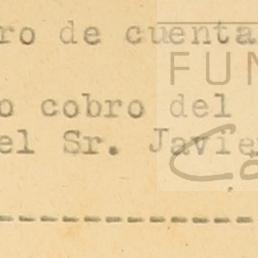 ro de cuenta
FUN
o cobro del
el Sr. Javie